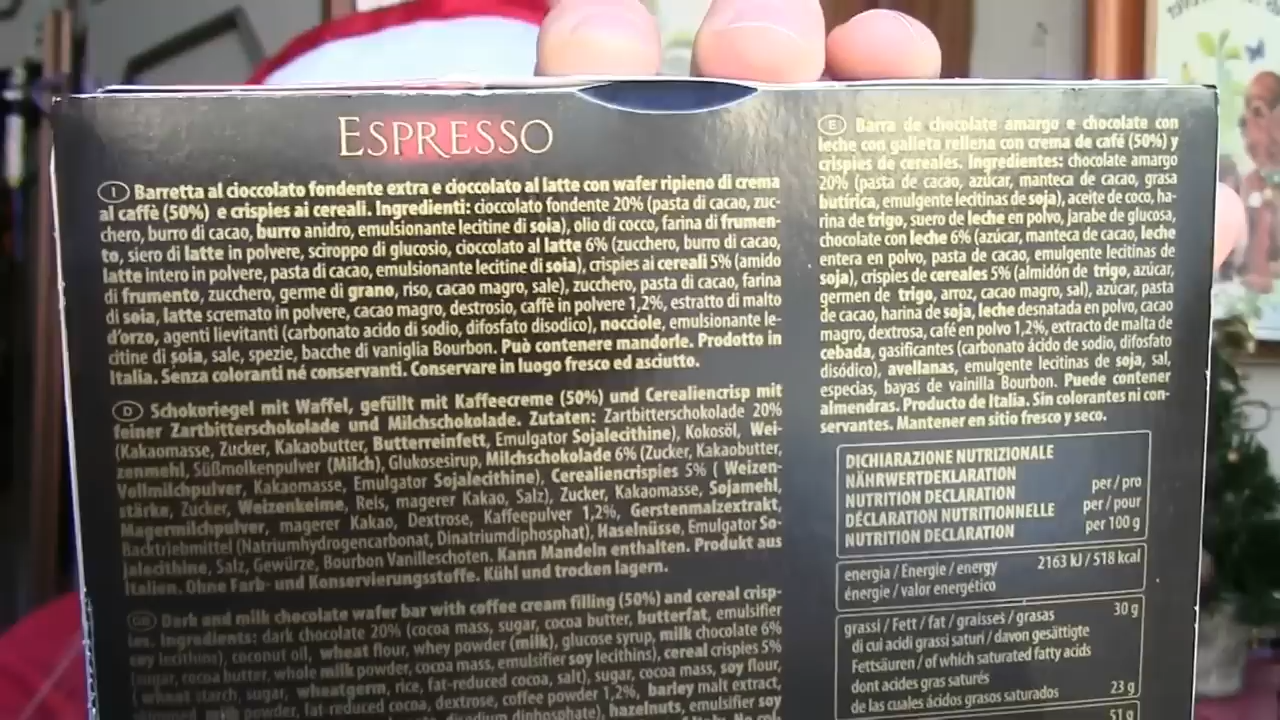 ESPRESSO
I Barretta al cioccolato fondente extra e cioccolato al latte con wafer ripieno di crema
al caffè (50%) e crispies ai cereali. Ingredienti: cioccolato fondente 20% (pasta di cacao, zuc-
chero, burro di cacao, burro anidro, emulsionante lecitine di soia), olio di cocco, farina di frumen-
to, siero di latte in polvere, sciroppo di glucosio, cioccolato al latte 6% (zucchero, burro di cacao,
latte intero in polvere, pasta di cacao, emulsionante lecitine di soia), crispies ai cereali 5% (amido
di frumento, zucchero, germe di grano, riso, cacao magro, sale), zucchero, pasta di cacao, farina
di soia, latte scremato in polvere, cacao magro, destrosio, caffè in polvere 1,2%, estratto di malto
d'orzo, agenti lievitanti (carbonato acido di sodio, difosfato disodico), nocciole, emulsionante le-
citine di soia, sale, spezie, bacche di vaniglia Bourbon. Può contenere mandorle. Prodotto in
Italia. Senza coloranti né conservanti. Conservare in luogo fresco ed asciutto.
D Schokoriegel mit Waffel, gefüllt mit Kaffeecreme (50%) und Cerealiencrisp mit
feiner Zartbitterschokolade und Milchschokolade. Zutaten: Zartbitterschokolade 20%
(Kakaomasse, Zucker, Kakaobutter, Butterreinfett, Emulgator Sojalecithine), Kokosöl, Wei-
zenmehl, Süßmolkenpulver (Milch), Glukosesirup, Milchschokolade 6% (Zucker, Kakaobutter,
Vollmilchpulver, Kakaomasse, Emulgator Sojalecithine), Cerealiencrispies 5% ( Weizen-
stärke, Zucker, Weizenkeime, Reis, magerer Kakao, Salz), Zucker, Kakaomasse, Sojamehl,
Magermilchpulver, magerer Kakao, Dextrose, Kaffeepulver 1,2%, Gerstenmalzextrakt,
Backtriebmittel (Natriumhydrogencarbonat, Dinatriumdiphosphat), Haselnüsse, Emulgator So-
jalecithine, Salz, Gewürze, Bourbon Vanilleschoten. Kann Mandeln enthalten. Produkt aus
Italien. Ohne Farb- und Konservierungsstoffe. Kühl und trocken lagern.
GB Dark and milk chocolate wafer bar with coffee cream filling (50%) and cereal crisp-
ies. Ingredients: dark chocolate 20% (cocoa mass, sugar, cocoa butter, butterfat, emulsifier
soy lecithins), coconut oil, wheat flour, whey powder (milk), glucose syrup, milk chocolate 6%
(sugar, cocoa butter, whole milk powder, cocoa mass, emulsifier soy lecithins), cereal crispies 5%
( wheat starch, sugar, wheatgerm, rice, fat-reduced cocoa, salt), sugar, cocoa mass, soy flour,
milk powder, fat-reduced cocoa, dextrose, coffee powder 1,2%, barley malt extract,
diphosphate), hazelnuts, emulsifier soy
E Barra de chocolate amargo e chocolate con
leche con galleta rellena con crema de café (50%) y
crispies de cereales. Ingredientes: chocolate amargo
20% (pasta de cacao, azúcar, manteca de cacao, grasa
butírica, emulgente lecitinas de soja), aceite de coco, ha-
rina de trigo, suero de leche en polvo, jarabe de glucosa,
chocolate con leche 6% (azúcar, manteca de cacao, leche
entera en polvo, pasta de cacao, emulgente lecitinas de
soja), crispies de cereales 5% (almidón de trigo, azúcar,
germen de trigo, arroz, cacao magro, sal), azúcar, pasta
de cacao, harina de soja, leche desnatada en polvo, cacao
magro, dextrosa, café en polvo 1,2%, extracto de malta de
cebada, gasificantes (carbonato ácido de sodio, difosfato
disódico), avellanas, emulgente lecitinas de soja, sal,
especias, bayas de vainilla Bourbon. Puede contener
almendras. Producto de Italia. Sin colorantes ni con-
servantes. Mantener en sitio fresco y seco.
DICHIARAZIONE NUTRIZIONALE
NÄHRWERTDEKLARATION
NUTRITION DECLARATION
DÉCLARATION NUTRITIONNELLE
NUTRITION DECLARATION
per / pro
per / pour
per 100 g
energia / Energie / energy 2163 kJ / 518 kcal
énergie / valor energético
grassi / Fett / fat / graisses / grasas 30 g
di cui acidi grassi saturi / davon gesättigte
Fettsäuren / of which saturated fatty acids
dont acides gras saturés
de las cuales ácidos grasos saturados 23 g
51 g